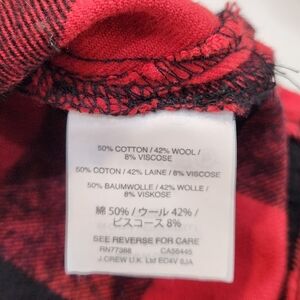 50% COTTON / 42% WOOL /
8% VISCOSE
50% COTON / 42% LAINE / 8% VISCOSE
50% BAUMWOLLE / 42% WOLLE /
8% VISKOSE
綿 50% / ウール 42% /
ビスコース 8%
SEE REVERSE FOR CARE
RN77388 CA56445
J.CREW U.K. Ltd EC4V 6JA